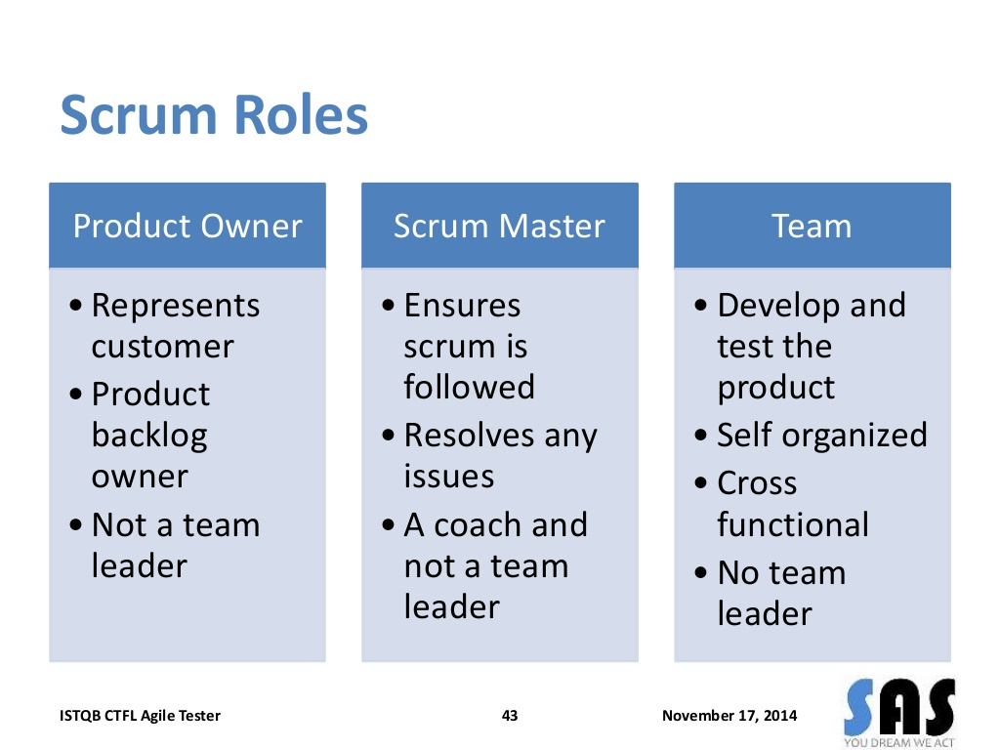 Scrum Roles
Product Owner
• Represents
customer
• Product
backlog
owner
• Not a team
leader
Scrum Master
• Ensures
scrum is
followed
• Resolves any
issues
• A coach and
not a team
leader
Team
• Develop and
test the
product
• Self organized
• Cross
functional
• No team
leader
ISTQB CTFL Agile Tester
43
November 17, 2014
SAS
YOU DREAM WE ACT